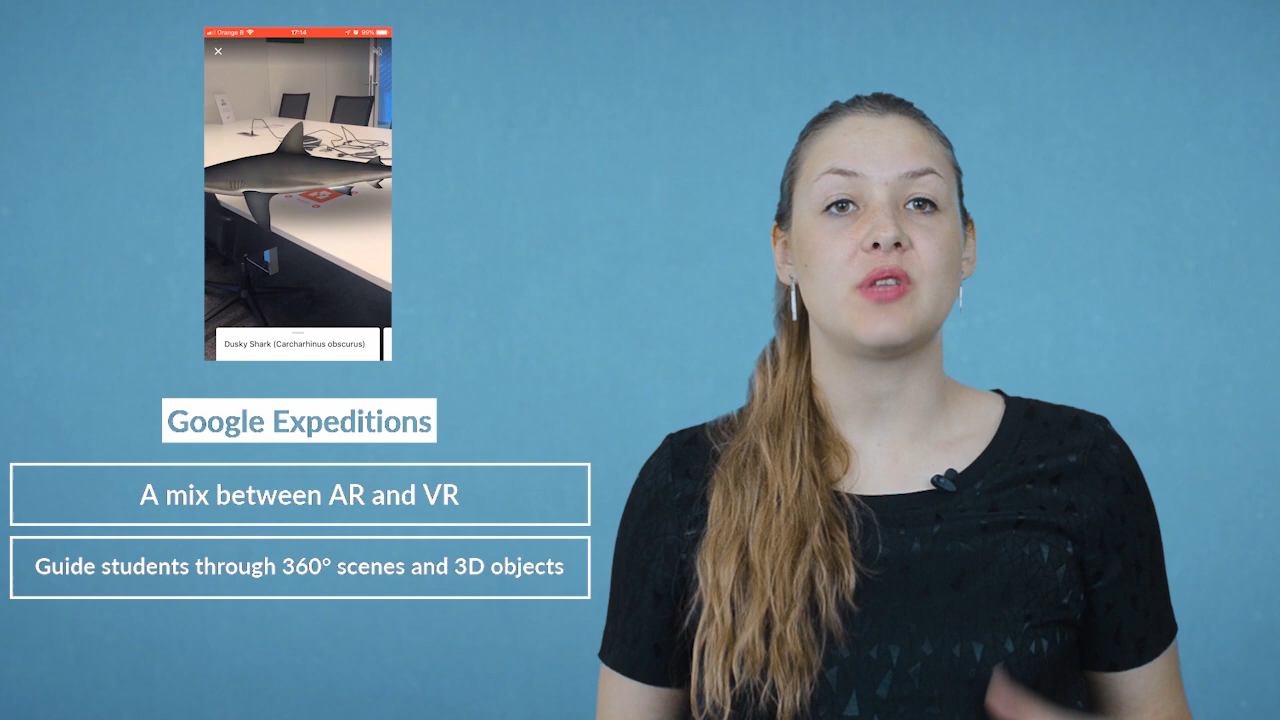 Orange B 17:14 99%
Dusky Shark (Carcharhinus obscurus)
Google Expeditions
A mix between AR and VR
Guide students through 360° scenes and 3D objects